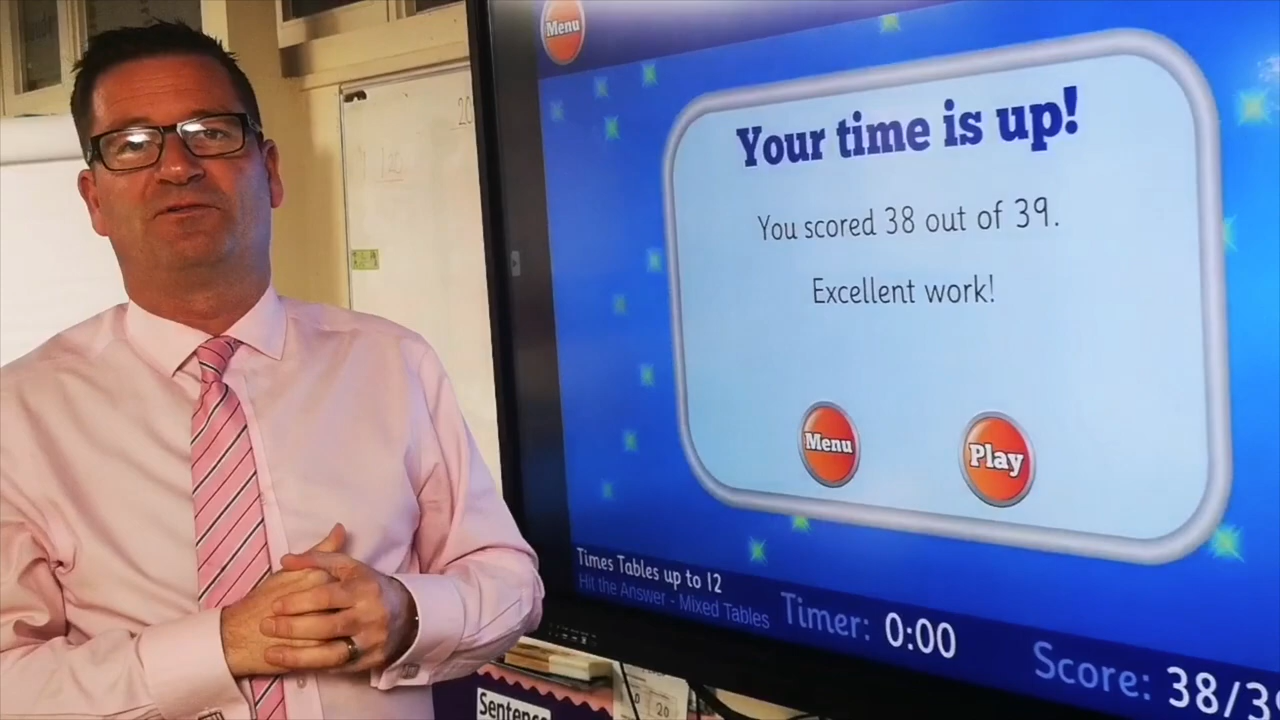 Menu
Your time is up!
You scored 38 out of 39.
Excellent work!
Menu
Play
Times Tables up to 12
Hit the Answer - Mixed Tables
Timer: 0:00
Score: 38/39
20
Sentence
20